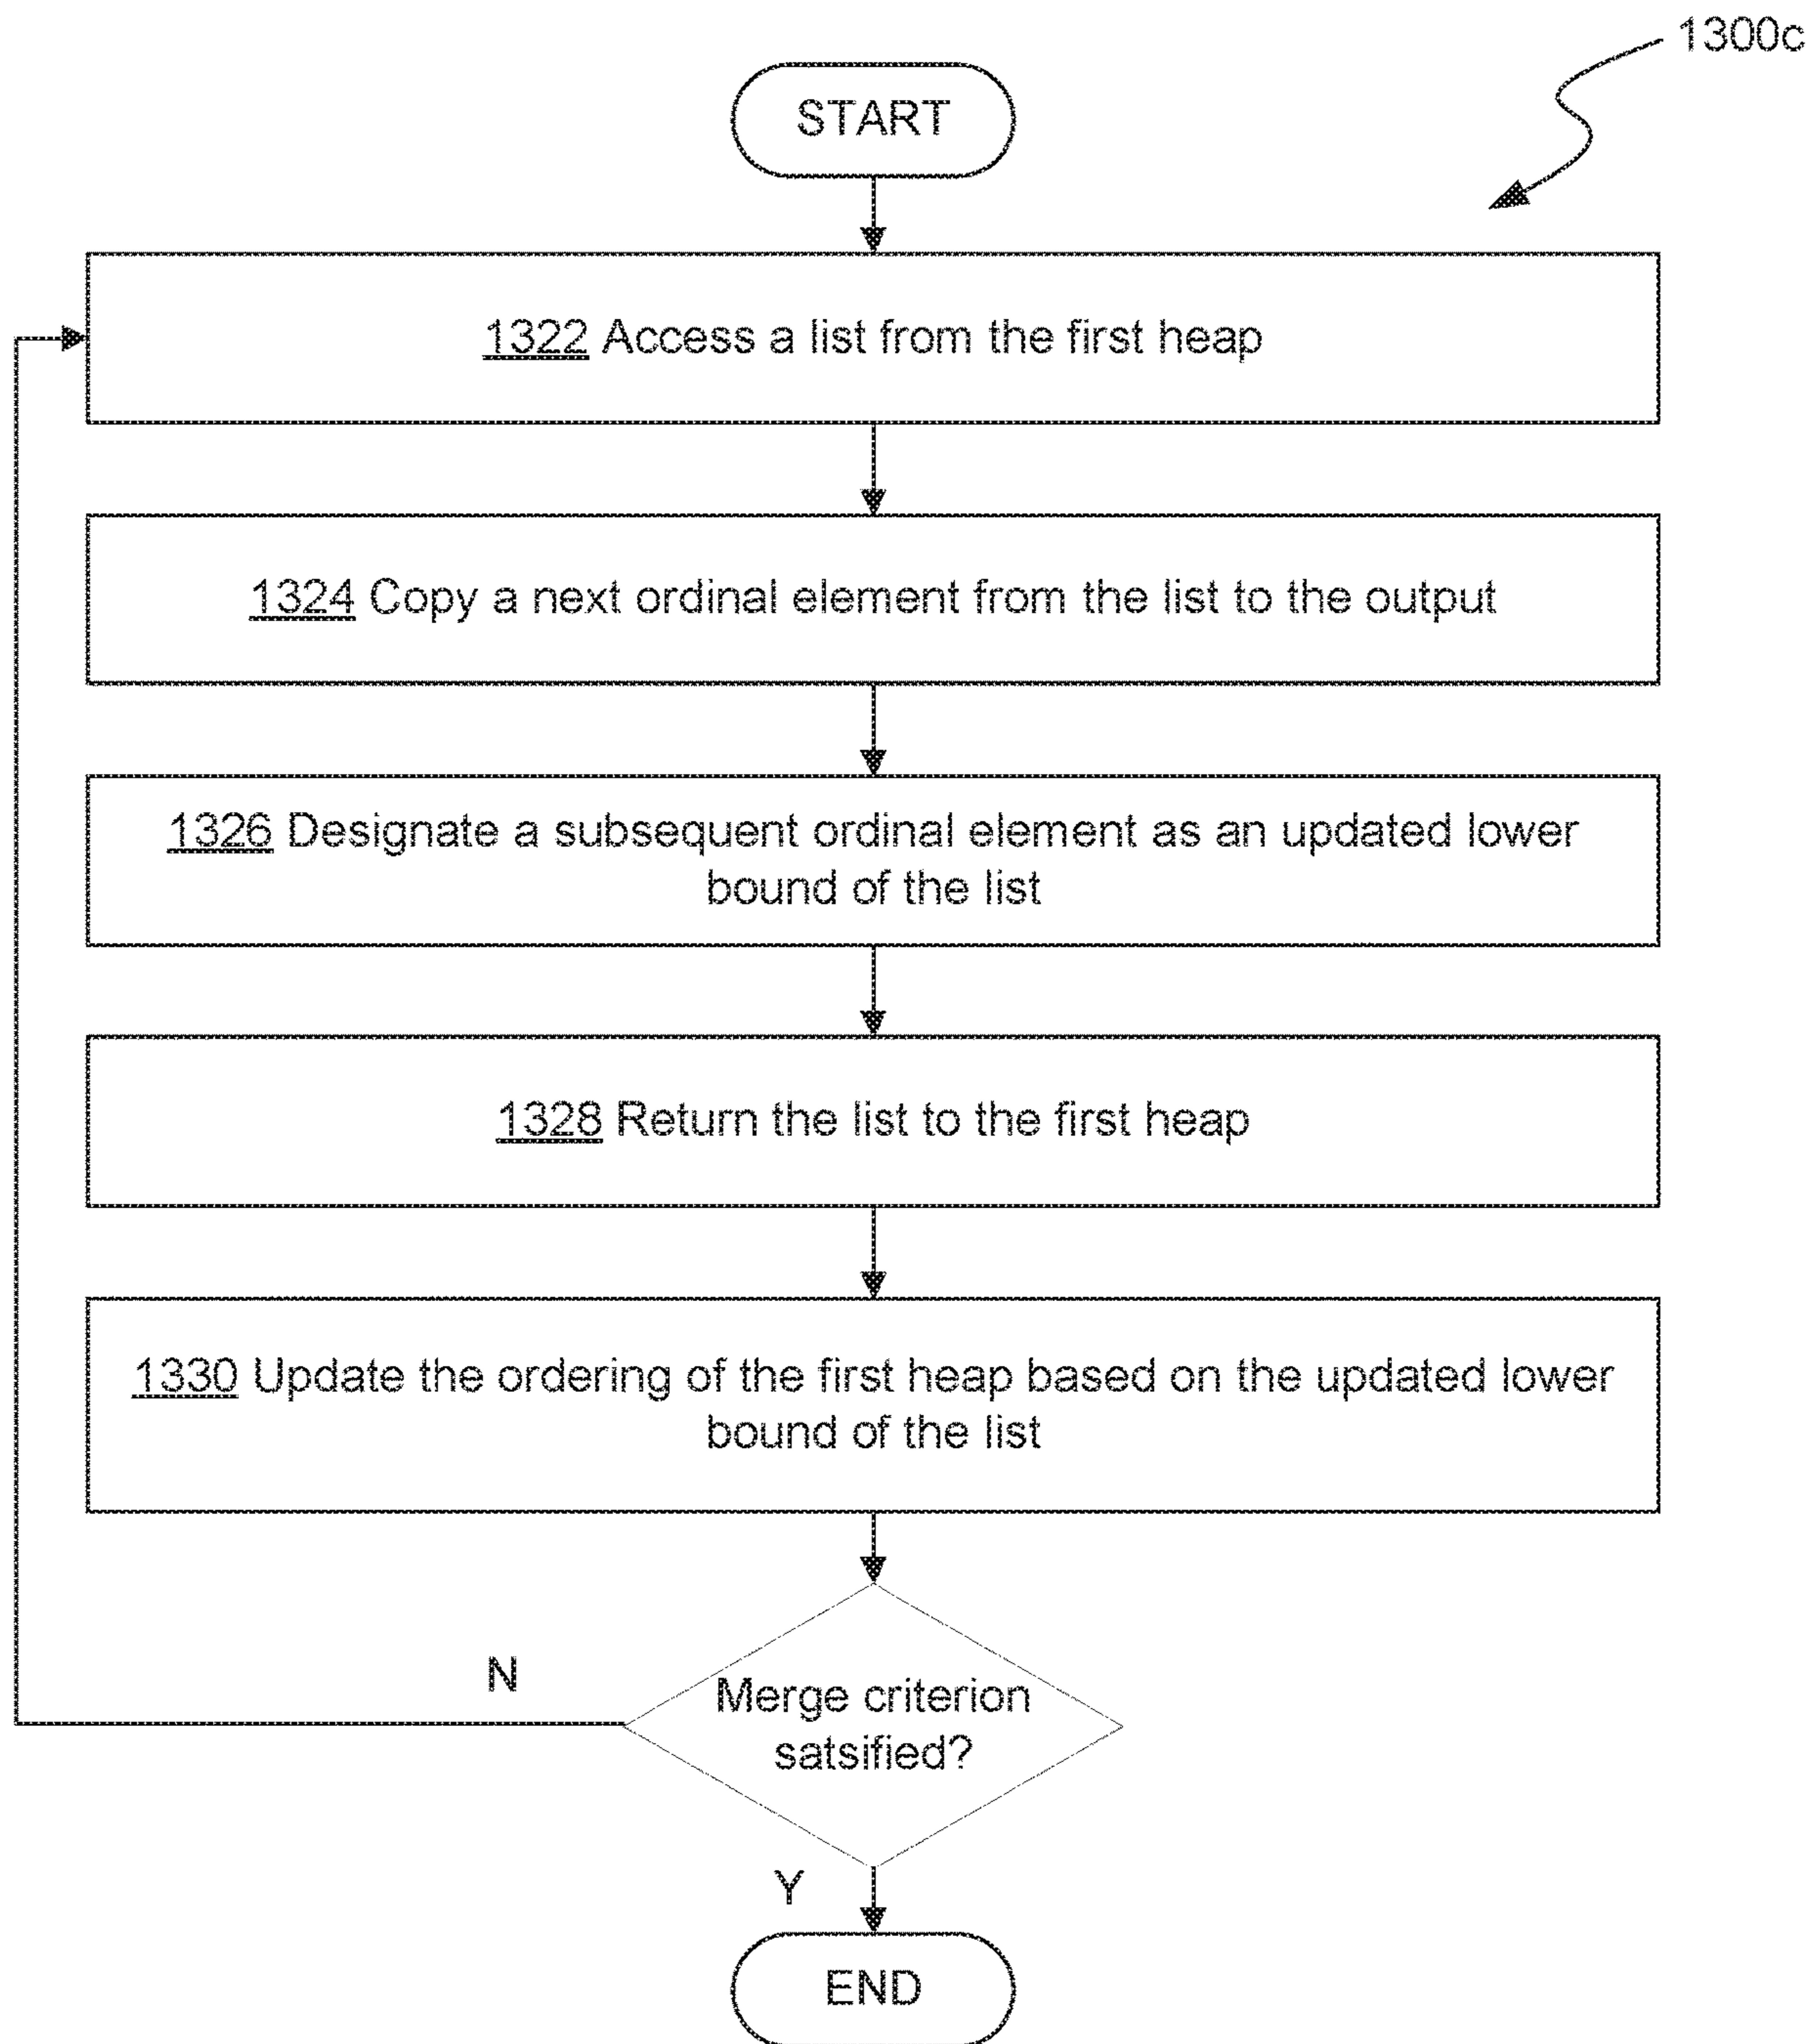 1300c
START
1322 Access a list from the first heap
1324 Copy a next ordinal element from the list to the output
1326 Designate a subsequent ordinal element as an updated lower
bound of the list
1328 Return the list to the first heap
1330 Update the ordering of the first heap based on the updated lower
bound of the list
N
Merge criterion
satsified?
Y
END